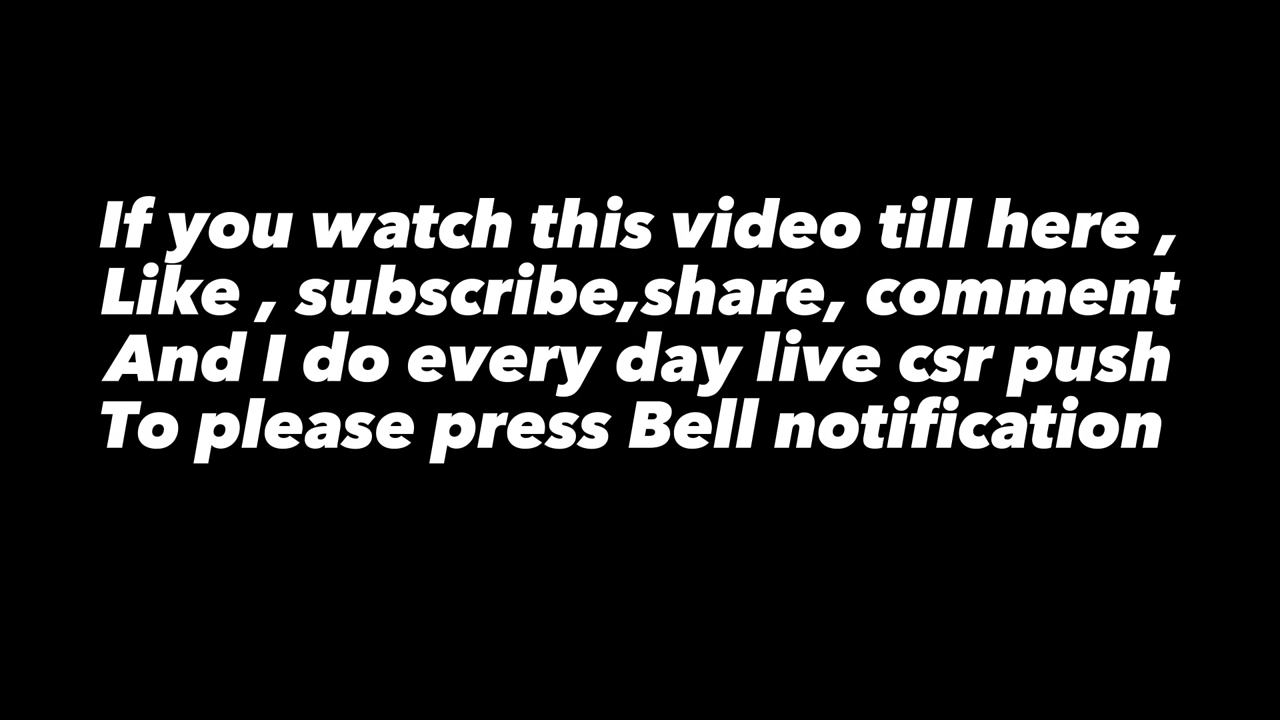 If you watch this video till here ,
Like , subscribe,share, comment
And I do every day live csr push
To please press Bell notification